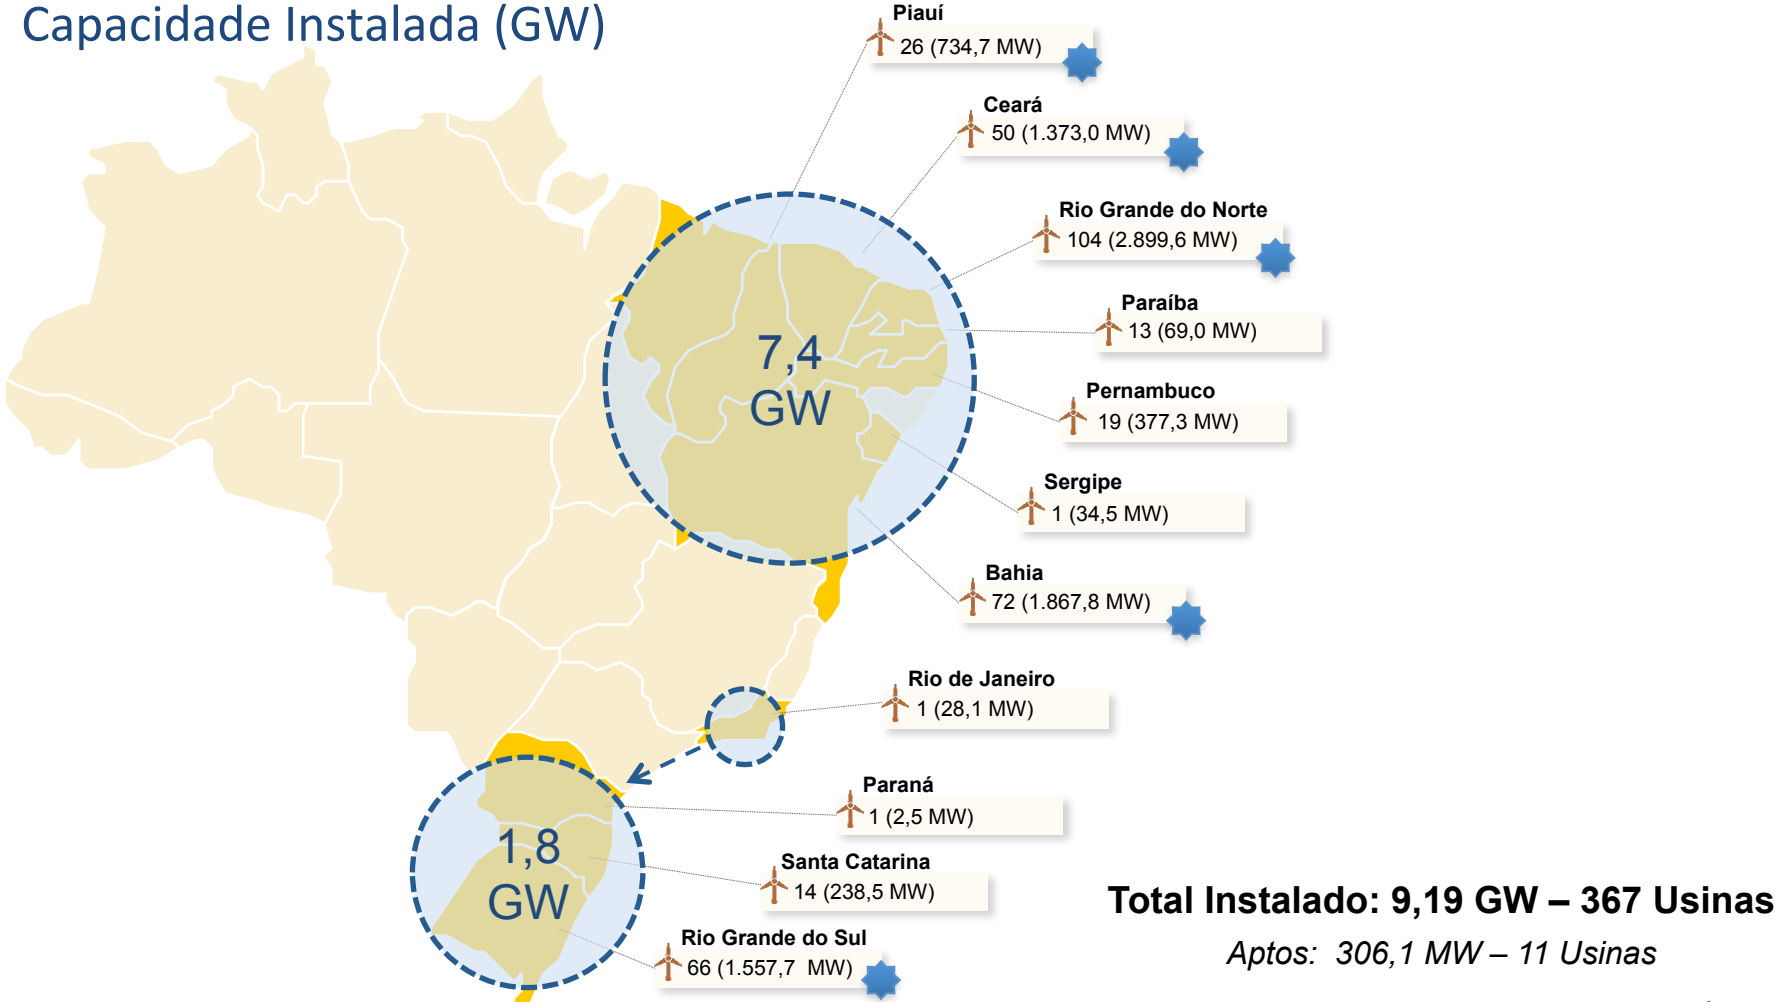 Capacidade Instalada (GW)
Piauí
26 (734,7 MW)
Ceará
50 (1.373,0 MW)
Rio Grande do Norte
104 (2.899,6 MW)
Paraíba
13 (69,0 MW)
7,4
GW
Pernambuco
19 (377,3 MW)
Sergipe
1 (34,5 MW)
Bahia
72 (1.867,8 MW)
Rio de Janeiro
1 (28,1 MW)
Paraná
1 (2,5 MW)
1,8
GW
Santa Catarina
14 (238,5 MW)
Rio Grande do Sul
66 (1.557,7 MW)
Total Instalado: 9,19 GW – 367 Usinas
Aptos: 306,1 MW – 11 Usinas